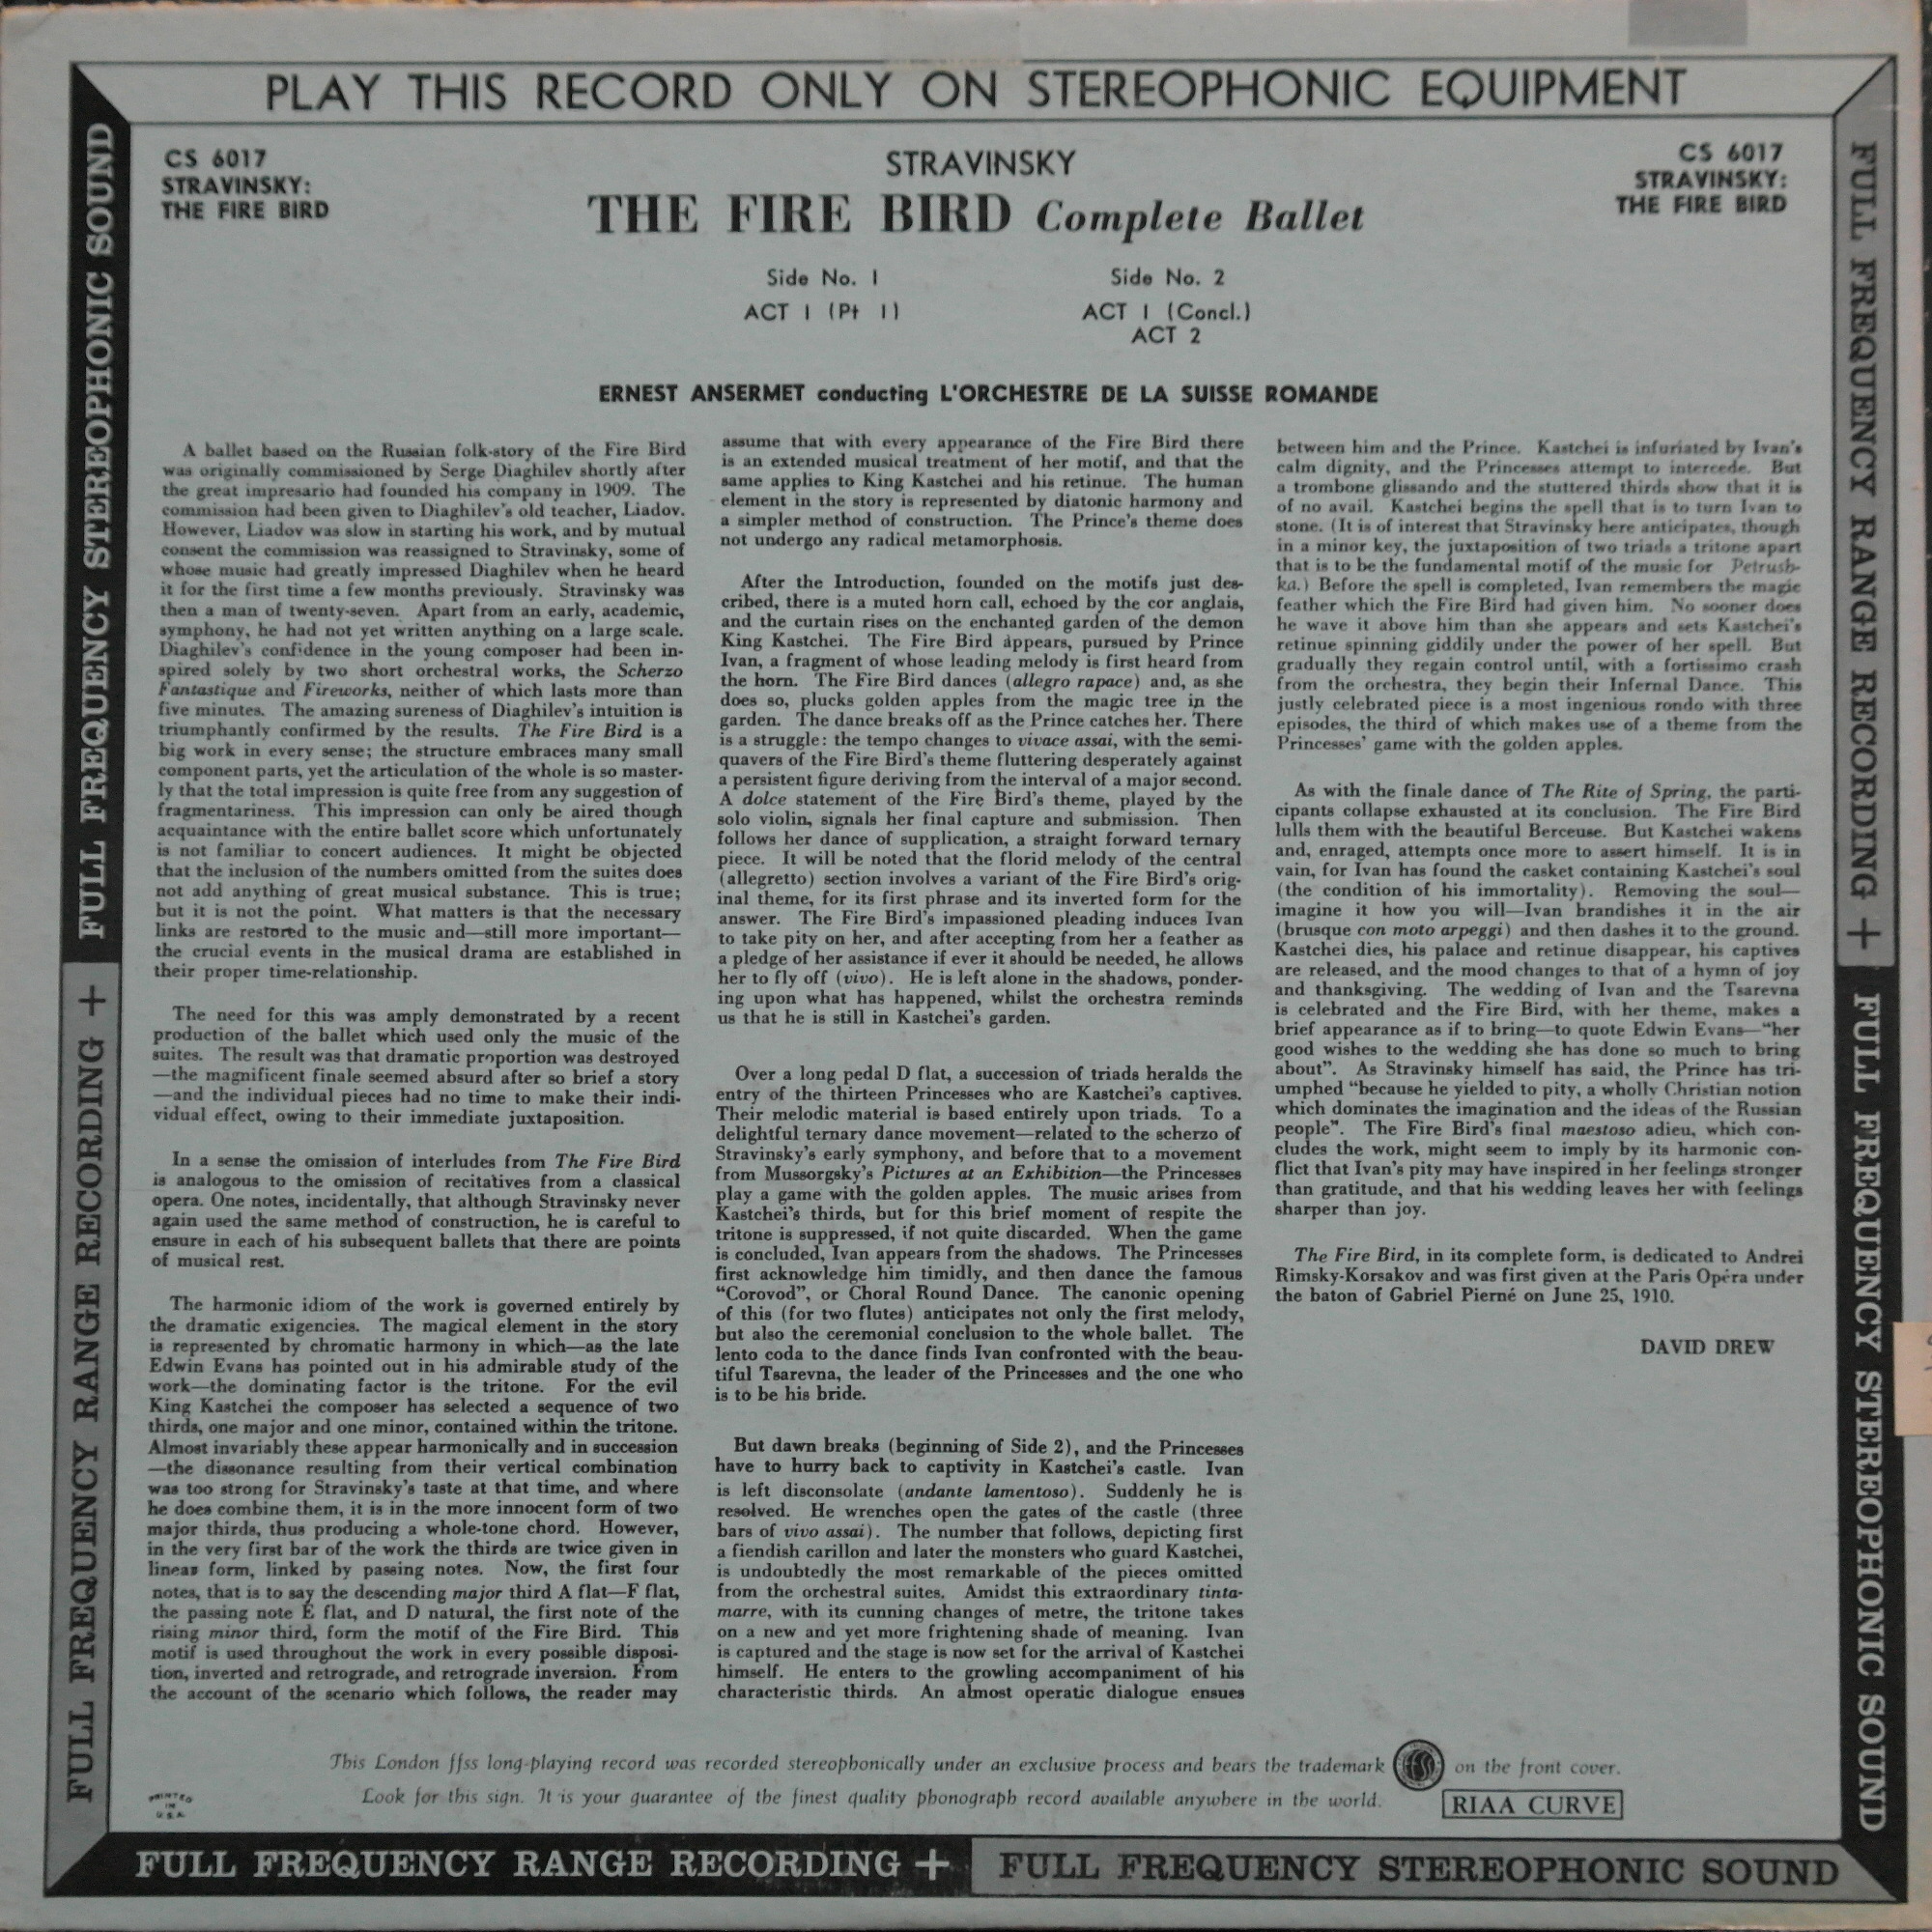 PLAY THIS RECORD ONLY ON STEREOPHONIC EQUIPMENT
CS 6017
STRAVINSKY:
THE FIRE BIRD
STRAVINSKY
THE FIRE BIRD Complete Ballet
CS 6017
STRAVINSKY:
THE FIRE BIRD
Side No. 1
ACT 1 (Pt 1)
Side No. 2
ACT 1 (Concl.)
ACT 2
ERNEST ANSERMET conducting L'ORCHESTRE DE LA SUISSE ROMANDE
A ballet based on the Russian folk-story of the Fire Bird
was originally commissioned by Serge Diaghilev shortly after
the great impresario had founded his company in 1909. The
commission had been given to Diaghilev's old teacher, Liadov.
However, Liadov was slow in starting his work, and by mutual
consent the commission was reassigned to Stravinsky, some of
whose music had greatly impressed Diaghilev when he heard
it for the first time a few months previously. Stravinsky was
then a man of twenty-seven. Apart from an early, academic,
symphony, he had not yet written anything on a large scale.
Diaghilev's confidence in the young composer had been in-
spired solely by two short orchestral works, the Scherzo
Fantastique and Fireworks, neither of which lasts more than
five minutes. The amazing sureness of Diaghilev's intuition is
triumphantly confirmed by the results. The Fire Bird is a
big work in every sense; the structure embraces many small
component parts, yet the articulation of the whole is so master-
ly that the total impression is quite free from any suggestion of
fragmentariness. This impression can only be aired though
acquaintance with the entire ballet score which unfortunately
is not familiar to concert audiences. It might be objected
that the inclusion of the numbers omitted from the suites does
not add anything of great musical substance. This is true;
but it is not the point. What matters is that the necessary
links are restored to the music and—still more important—
the crucial events in the musical drama are established in
their proper time-relationship.
The need for this was amply demonstrated by a recent
production of the ballet which used only the music of the
suites. The result was that dramatic proportion was destroyed
—the magnificent finale seemed absurd after so brief a story
—and the individual pieces had no time to make their indi-
vidual effect, owing to their immediate juxtaposition.
In a sense the omission of interludes from The Fire Bird
is analogous to the omission of recitatives from a classical
opera. One notes, incidentally, that although Stravinsky never
again used the same method of construction, he is careful to
ensure in each of his subsequent ballets that there are points
of musical rest.
The harmonic idiom of the work is governed entirely by
the dramatic exigencies. The magical element in the story
is represented by chromatic harmony in which—as the late
Edwin Evans has pointed out in his admirable study of the
work—the dominating factor is the tritone. For the evil
King Kastchei the composer has selected a sequence of two
thirds, one major and one minor, contained within the tritone.
Almost invariably these appear harmonically and in succession
—the dissonance resulting from their vertical combination
was too strong for Stravinsky's taste at that time, and where
he does combine them, it is in the more innocent form of two
major thirds, thus producing a whole-tone chord. However,
in the very first bar of the work the thirds are twice given in
linear form, linked by passing notes. Now, the first four
notes, that is to say the descending major third A flat—F flat,
the passing note E flat, and D natural, the first note of the
rising minor third, form the motif of the Fire Bird. This
motif is used throughout the work in every possible disposi-
tion, inverted and retrograde, and retrograde inversion. From
the account of the scenario which follows, the reader may
assume that with every appearance of the Fire Bird there
is an extended musical treatment of her motif, and that the
same applies to King Kastchei and his retinue. The human
element in the story is represented by diatonic harmony and
a simpler method of construction. The Prince's theme does
not undergo any radical metamorphosis.
After the Introduction, founded on the motifs just des-
cribed, there is a muted horn call, echoed by the cor anglais,
and the curtain rises on the enchanted garden of the demon
King Kastchei. The Fire Bird appears, pursued by Prince
Ivan, a fragment of whose leading melody is first heard from
the horn. The Fire Bird dances (allegro rapace) and, as she
does so, plucks golden apples from the magic tree in the
garden. The dance breaks off as the Prince catches her. There
is a struggle: the tempo changes to vivace assai, with the semi-
quavers of the Fire Bird's theme fluttering desperately against
a persistent figure deriving from the interval of a major second.
A dolce statement of the Fire Bird's theme, played by the
solo violin, signals her final capture and submission. Then
follows her dance of supplication, a straight forward ternary
piece. It will be noted that the florid melody of the central
(allegretto) section involves a variant of the Fire Bird's orig-
inal theme, for its first phrase and its inverted form for the
answer. The Fire Bird's impassioned pleading induces Ivan
to take pity on her, and after accepting from her a feather as
a pledge of her assistance if ever it should be needed, he allows
her to fly off (vivo). He is left alone in the shadows, ponder-
ing upon what has happened, whilst the orchestra reminds
us that he is still in Kastchei's garden.
Over a long pedal D flat, a succession of triads heralds the
entry of the thirteen Princesses who are Kastchei's captives.
Their melodic material is based entirely upon triads. To a
delightful ternary dance movement—related to the scherzo of
Stravinsky's early symphony, and before that to a movement
from Mussorgsky's Pictures at an Exhibition—the Princesses
play a game with the golden apples. The music arises from
Kastchei's thirds, but for this brief moment of respite the
tritone is suppressed, if not quite discarded. When the game
is concluded, Ivan appears from the shadows. The Princesses
first acknowledge him timidly, and then dance the famous
"Corovod", or Choral Round Dance. The canonic opening
of this (for two flutes) anticipates not only the first melody,
but also the ceremonial conclusion to the whole ballet. The
lento coda to the dance finds Ivan confronted with the beau-
tiful Tsarevna, the leader of the Princesses and the one who
is to be his bride.
But dawn breaks (beginning of Side 2), and the Princesses
have to hurry back to captivity in Kastchei's castle. Ivan
is left disconsolate (andante lamentoso). Suddenly he is
resolved. He wrenches open the gates of the castle (three
bars of vivo assai). The number that follows, depicting first
a fiendish carillon and later the monsters who guard Kastchei,
is undoubtedly the most remarkable of the pieces omitted
from the orchestral suites. Amidst this extraordinary tinta-
marre, with its cunning changes of metre, the tritone takes
on a new and yet more frightening shade of meaning. Ivan
is captured and the stage is now set for the arrival of Kastchei
himself. He enters to the growling accompaniment of his
characteristic thirds. An almost operatic dialogue ensues
between him and the Prince. Kastchei is infuriated by Ivan's
calm dignity, and the Princesses attempt to intercede. But
a trombone glissando and the stuttered thirds show that it is
of no avail. Kastchei begins the spell that is to turn Ivan to
stone. (It is of interest that Stravinsky here anticipates, though
in a minor key, the juxtaposition of two triads a tritone apart
that is to be the fundamental motif of the music for Petrush-
ka.) Before the spell is completed, Ivan remembers the magic
feather which the Fire Bird had given him. No sooner does
he wave it above him than she appears and sets Kastchei's
retinue spinning giddily under the power of her spell. But
gradually they regain control until, with a fortissimo crash
from the orchestra, they begin their Infernal Dance. This
justly celebrated piece is a most ingenious rondo with three
episodes, the third of which makes use of a theme from the
Princesses' game with the golden apples.
As with the finale dance of The Rite of Spring, the parti-
cipants collapse exhausted at its conclusion. The Fire Bird
lulls them with the beautiful Berceuse. But Kastchei wakens
and, enraged, attempts once more to assert himself. It is in
vain, for Ivan has found the casket containing Kastchei's soul
(the condition of his immortality). Removing the soul—
imagine it how you will—Ivan brandishes it in the air
(brusque con moto arpeggi) and then dashes it to the ground.
Kastchei dies, his palace and retinue disappear, his captives
are released, and the mood changes to that of a hymn of joy
and thanksgiving. The wedding of Ivan and the Tsarevna
is celebrated and the Fire Bird, with her theme, makes a
brief appearance as if to bring—to quote Edwin Evans—"her
good wishes to the wedding she has done so much to bring
about". As Stravinsky himself has said, the Prince has tri-
umphed "because he yielded to pity, a wholly Christian notion
which dominates the imagination and the ideas of the Russian
people". The Fire Bird's final maestoso adieu, which con-
cludes the work, might seem to imply by its harmonic con-
flict that Ivan's pity may have inspired in her feelings stronger
than gratitude, and that his wedding leaves her with feelings
sharper than joy.
The Fire Bird, in its complete form, is dedicated to Andrei
Rimsky-Korsakov and was first given at the Paris Opéra under
the baton of Gabriel Pierné on June 25, 1910.
DAVID DREW
This London ffss long-playing record was recorded stereophonically under an exclusive process and bears the trademark on the front cover.
Look for this sign. It is your guarantee of the finest quality phonograph record available anywhere in the world.
RIAA CURVE
PRINTED
IN
U.S.A.
FULL FREQUENCY RANGE RECORDING + FULL FREQUENCY STEREOPHONIC SOUND
FULL FREQUENCY RANGE RECORDING + FULL FREQUENCY STEREOPHONIC SOUND
FULL FREQUENCY RANGE RECORDING + FULL FREQUENCY STEREOPHONIC SOUND